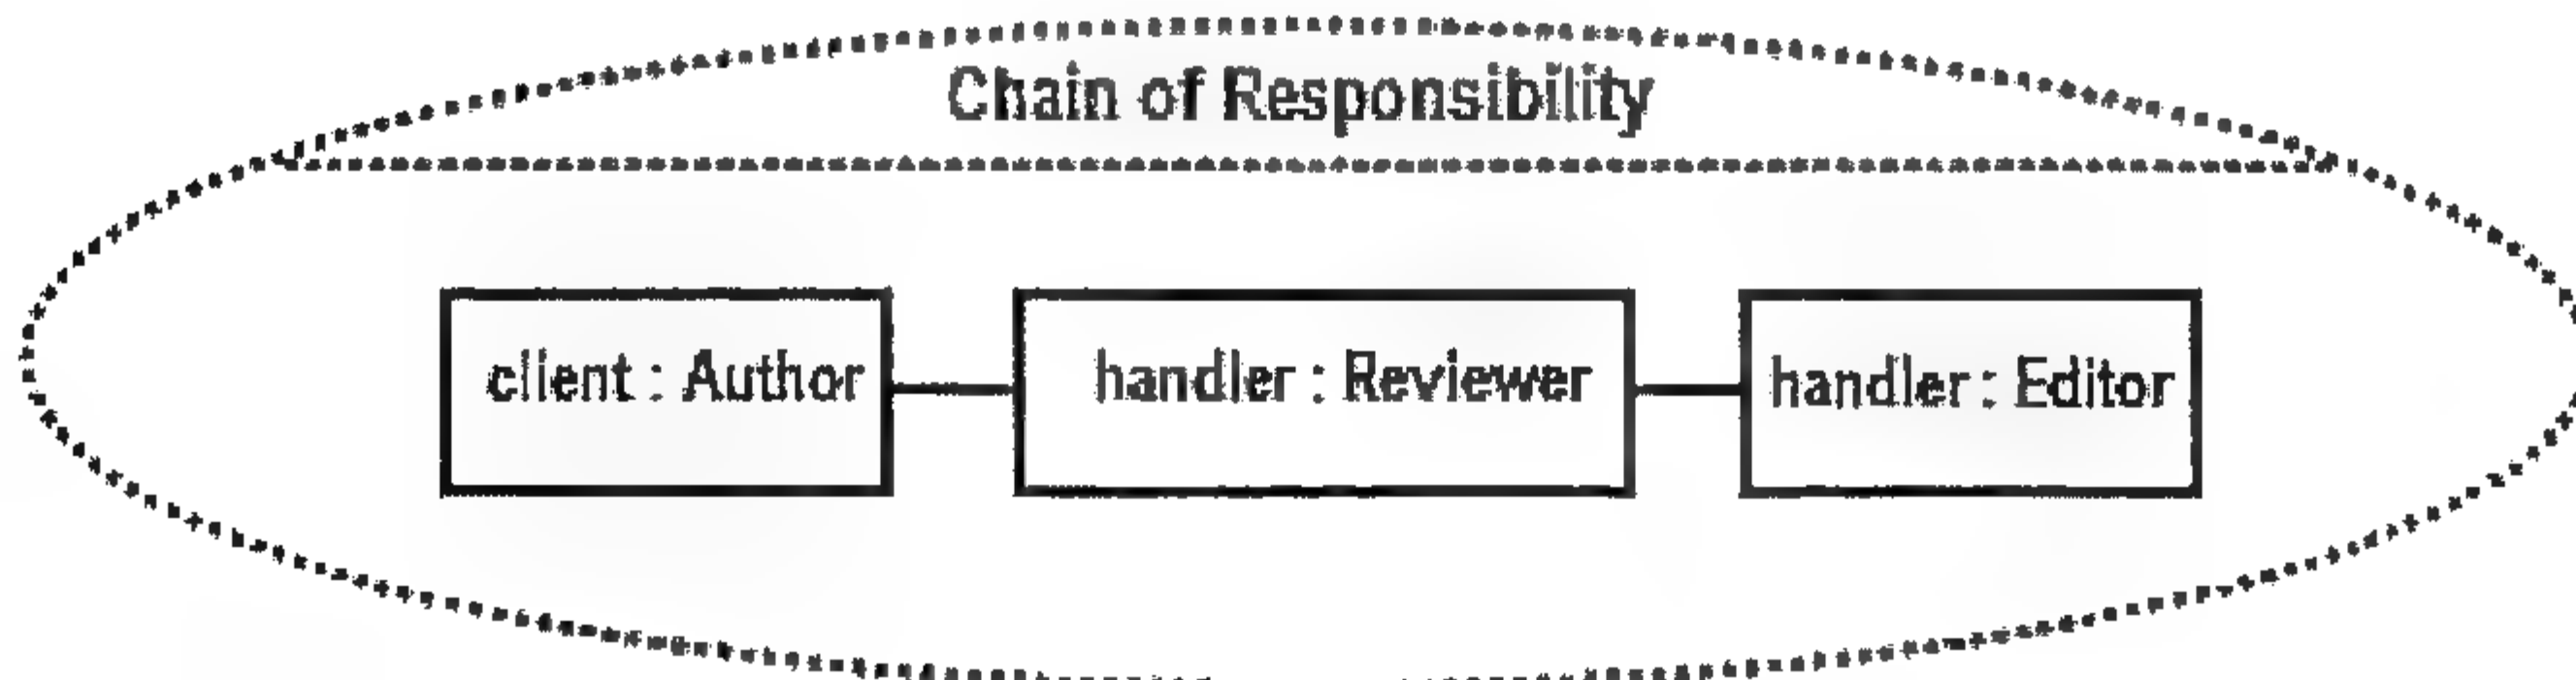 Chain of Responsibility
client : Author
handler : Reviewer
handler : Editor